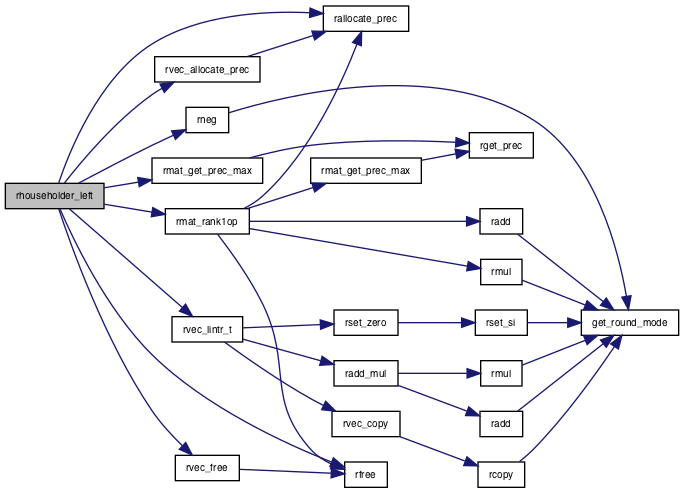 rallocate_prec
rvec_allocate_prec
rneg
rget_prec
rmat_get_prec_max
rmat_get_prec_max
rhouseholder_left
rmat_rank1op
radd
rmul
rvec_lintr_t
rset_zero
rset_si
get_round_mode
radd_mul
rmul
rvec_copy
radd
rvec_free
rfree
rcopy